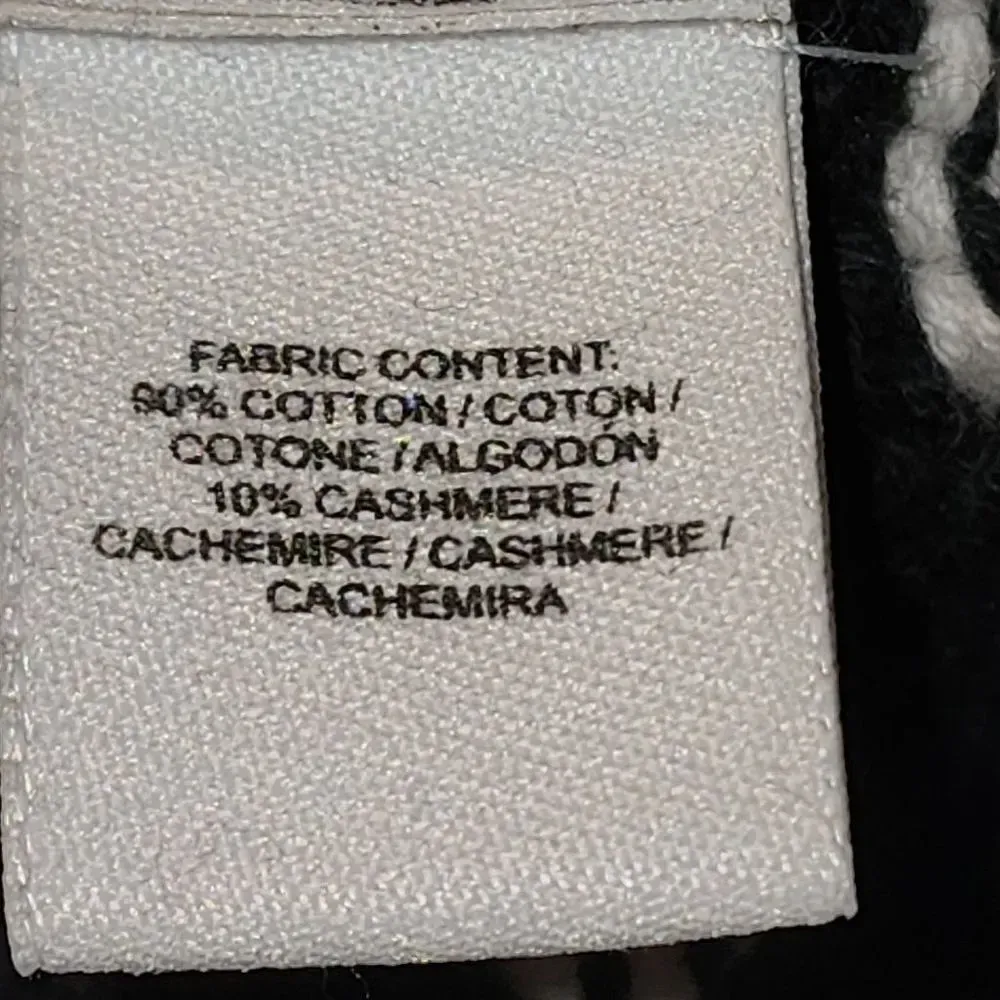 FABRIC CONTENT:
90% COTTON / COTON /
COTONE / ALGODÓN
10% CASHMERE /
CACHEMIRE / CASHMERE /
CACHEMIRA